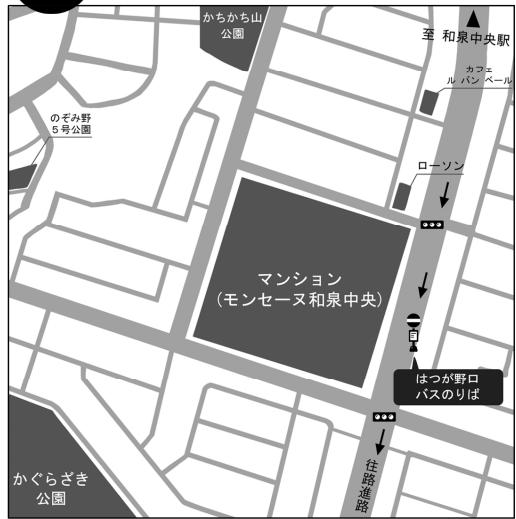 かちかち山
公園
至 和泉中央駅
カフェ
ル パン ベール
のぞみ野
5号公園
ローソン
マンション
(モンセーヌ和泉中央)
はつが野口
バスのりば
かぐらざき
公園
往路進路